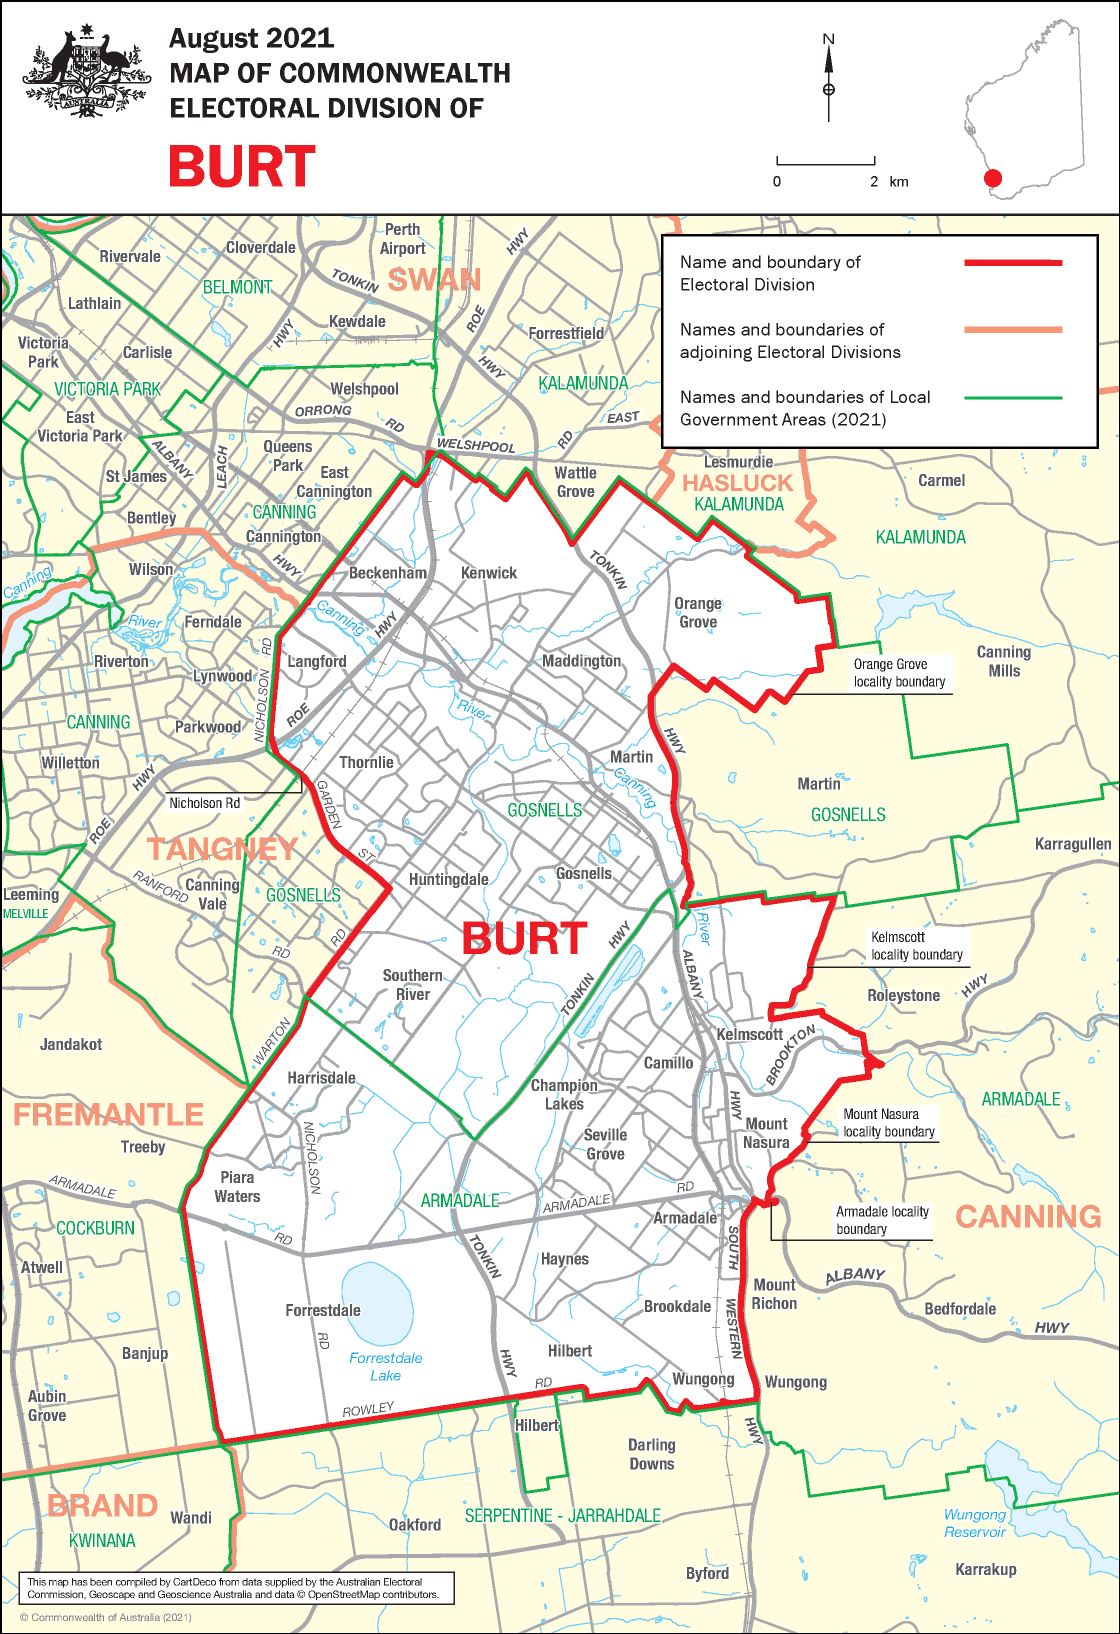 August 2021
MAP OF COMMONWEALTH
ELECTORAL DIVISION OF
BURT
AUSTRALIA
N
0 2 km
Name and boundary of
Electoral Division
Names and boundaries of
adjoining Electoral Divisions
Names and boundaries of Local
Government Areas (2021)
Perth
Airport
Cloverdale
Rivervale
HWY
SWAN
TONKIN
BELMONT
Lathlain
Kewdale
ROE
Forrestfield
HWY
Victoria
Park
Carlisle
HWY
KALAMUNDA
VICTORIA PARK
Welshpool
East
Victoria Park
ORRONG
RD
EAST
RD
WELSHPOOL
ALBANY
LEACH
Queens
Park
St James
East
Cannington
Wattle
Grove
Lesmurdie
HASLUCK
KALAMUNDA
Carmel
CANNING
Bentley
Cannington
KALAMUNDA
HWY
Wilson
Beckenham
Kenwick
TONKIN
Canning
River
Ferndale
Canning
HWY
Orange
Grove
Riverton
Lynwood
NICHOLSON
RD
Langford
Maddington
Canning
Mills
Orange Grove
locality boundary
CANNING
Parkwood
ROE
River
Willetton
HWY
Thornlie
Martin
HWY
Canning
Martin
Nicholson Rd
GARDEN
ST
GOSNELLS
GOSNELLS
ROE
TANGNEY
Karragullen
Leeming
MELVILLE
RANFORD
RD
Canning
Vale
GOSNELLS
Huntingdale
Gosnells
BURT
HWY
River
Kelmscott
locality boundary
RD
Southern
River
TONKIN
ALBANY
Roleystone
HWY
Jandakot
WARTON
Kelmscott
BROOKTON
Camillo
Harrisdale
Champion
Lakes
HWY
ARMADALE
FREMANTLE
Treeby
Mount Nasura
locality boundary
Mount
Nasura
Seville
Grove
NICHOLSON
ARMADALE
Piara
Waters
ARMADALE
ARMADALE
RD
COCKBURN
RD
Armadale
Armadale locality
boundary
CANNING
Atwell
TONKIN
SOUTH
Haynes
Mount
Richon
ALBANY
Forrestdale
Brookdale
Bedfordale
HWY
RD
WESTERN
Banjup
Forrestdale
Lake
HWY
Hilbert
Aubin
Grove
RD
Wungong
Wungong
ROWLEY
Hilbert
HWY
Darling
Downs
BRAND
KWINANA
Wandi
Oakford
SERPENTINE - JARRAHDALE
Wungong
Reservoir
Byford
Karrakup
This map has been compiled by CartDeco from data supplied by the Australian Electoral
Commission, Geoscape and Geoscience Australia and data © OpenStreetMap contributors.
© Commonwealth of Australia (2021)